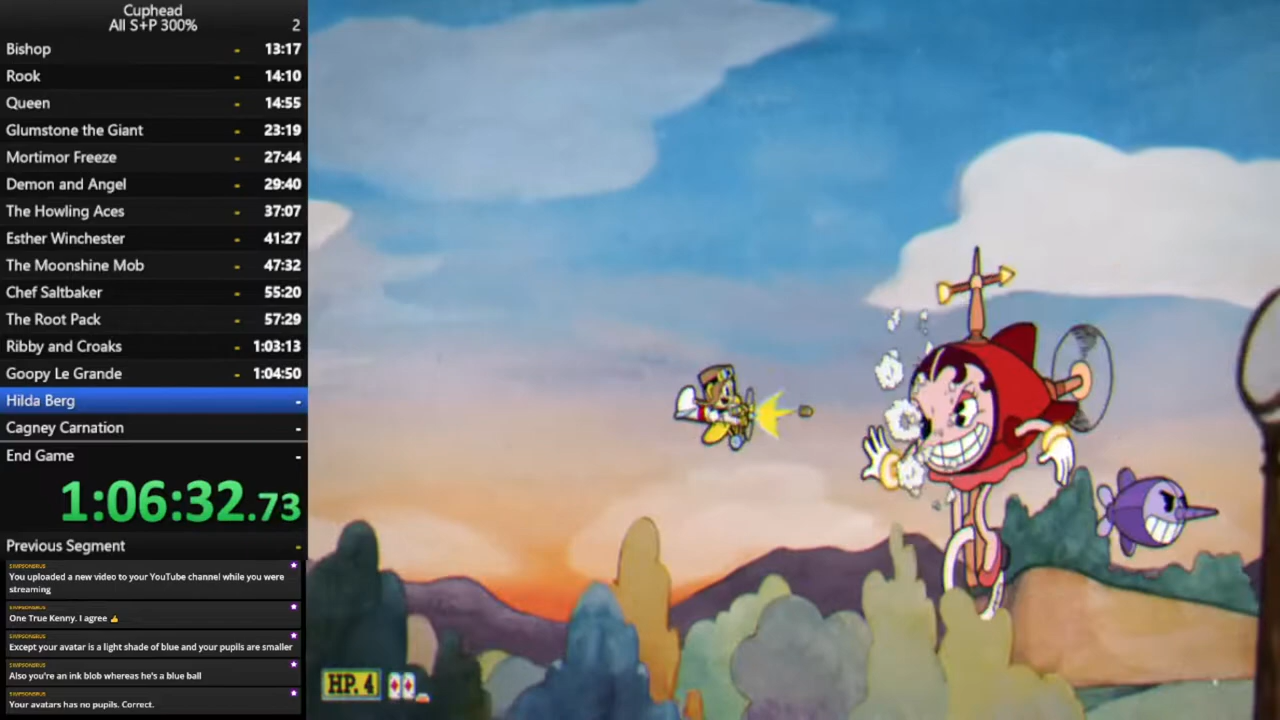 Cuphead
All S+P 300% 2
Bishop - 13:17
Rook - 14:10
Queen - 14:55
Glumstone the Giant - 23:19
Mortimor Freeze - 27:44
Demon and Angel - 29:40
The Howling Aces - 37:07
Esther Winchester - 41:27
The Moonshine Mob - 47:32
Chef Saltbaker - 55:20
The Root Pack - 57:29
Ribby and Croaks - 1:03:13
Goopy Le Grande - 1:04:50
Hilda Berg -
Cagney Carnation -
End Game -
1:06:32.73
Previous Segment -
You uploaded a new video to your YouTube channel while you were
streaming
One True Kenny. I agree 👍
Except your avatar is a light shade of blue and your pupils are smaller
Also you're an ink blob whereas he's a blue ball
Your avatars has no pupils. Correct.
HP. 4